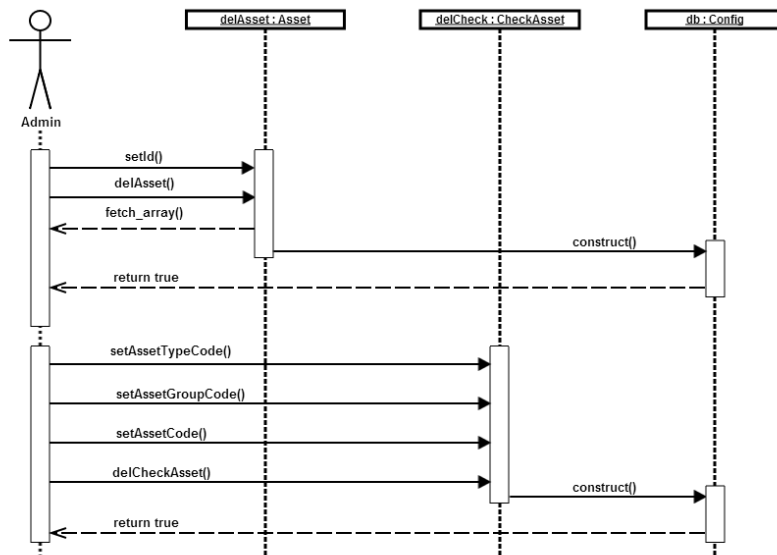 delAsset : Asset
delCheck : CheckAsset
db : Config
Admin
setId()
delAsset()
fetch_array()
construct()
return true
setAssetTypeCode()
setAssetGroupCode()
setAssetCode()
delCheckAsset()
construct()
return true